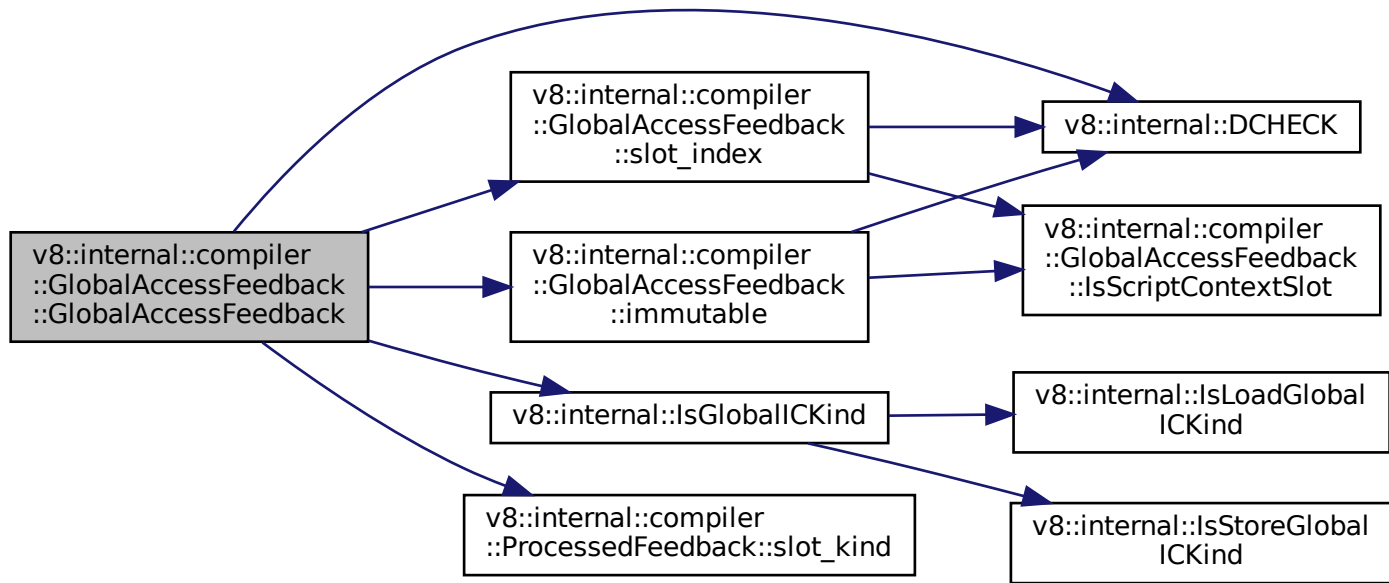 v8::internal::compiler
::GlobalAccessFeedback
::GlobalAccessFeedback
v8::internal::compiler
::GlobalAccessFeedback
::slot_index
v8::internal::DCHECK
v8::internal::compiler
::GlobalAccessFeedback
::immutable
v8::internal::compiler
::GlobalAccessFeedback
::IsScriptContextSlot
v8::internal::IsGlobalICKind
v8::internal::IsLoadGlobal
ICKind
v8::internal::compiler
::ProcessedFeedback::slot_kind
v8::internal::IsStoreGlobal
ICKind